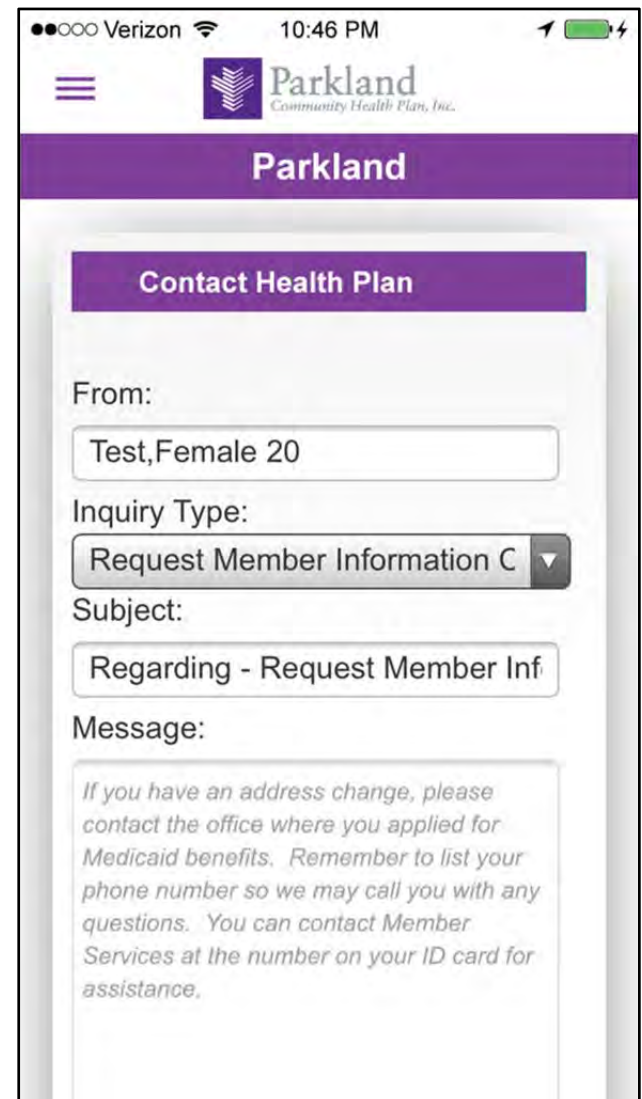 Verizon 10:46 PM
Parkland
Community Health Plan, Inc.
Parkland
Contact Health Plan
From:
Test,Female 20
Inquiry Type:
Request Member Information C
Subject:
Regarding - Request Member Inf
Message:
If you have an address change, please
contact the office where you applied for
Medicaid benefits.  Remember to list your
phone number so we may call you with any
questions.  You can contact Member
Services at the number on your ID card for
assistance.